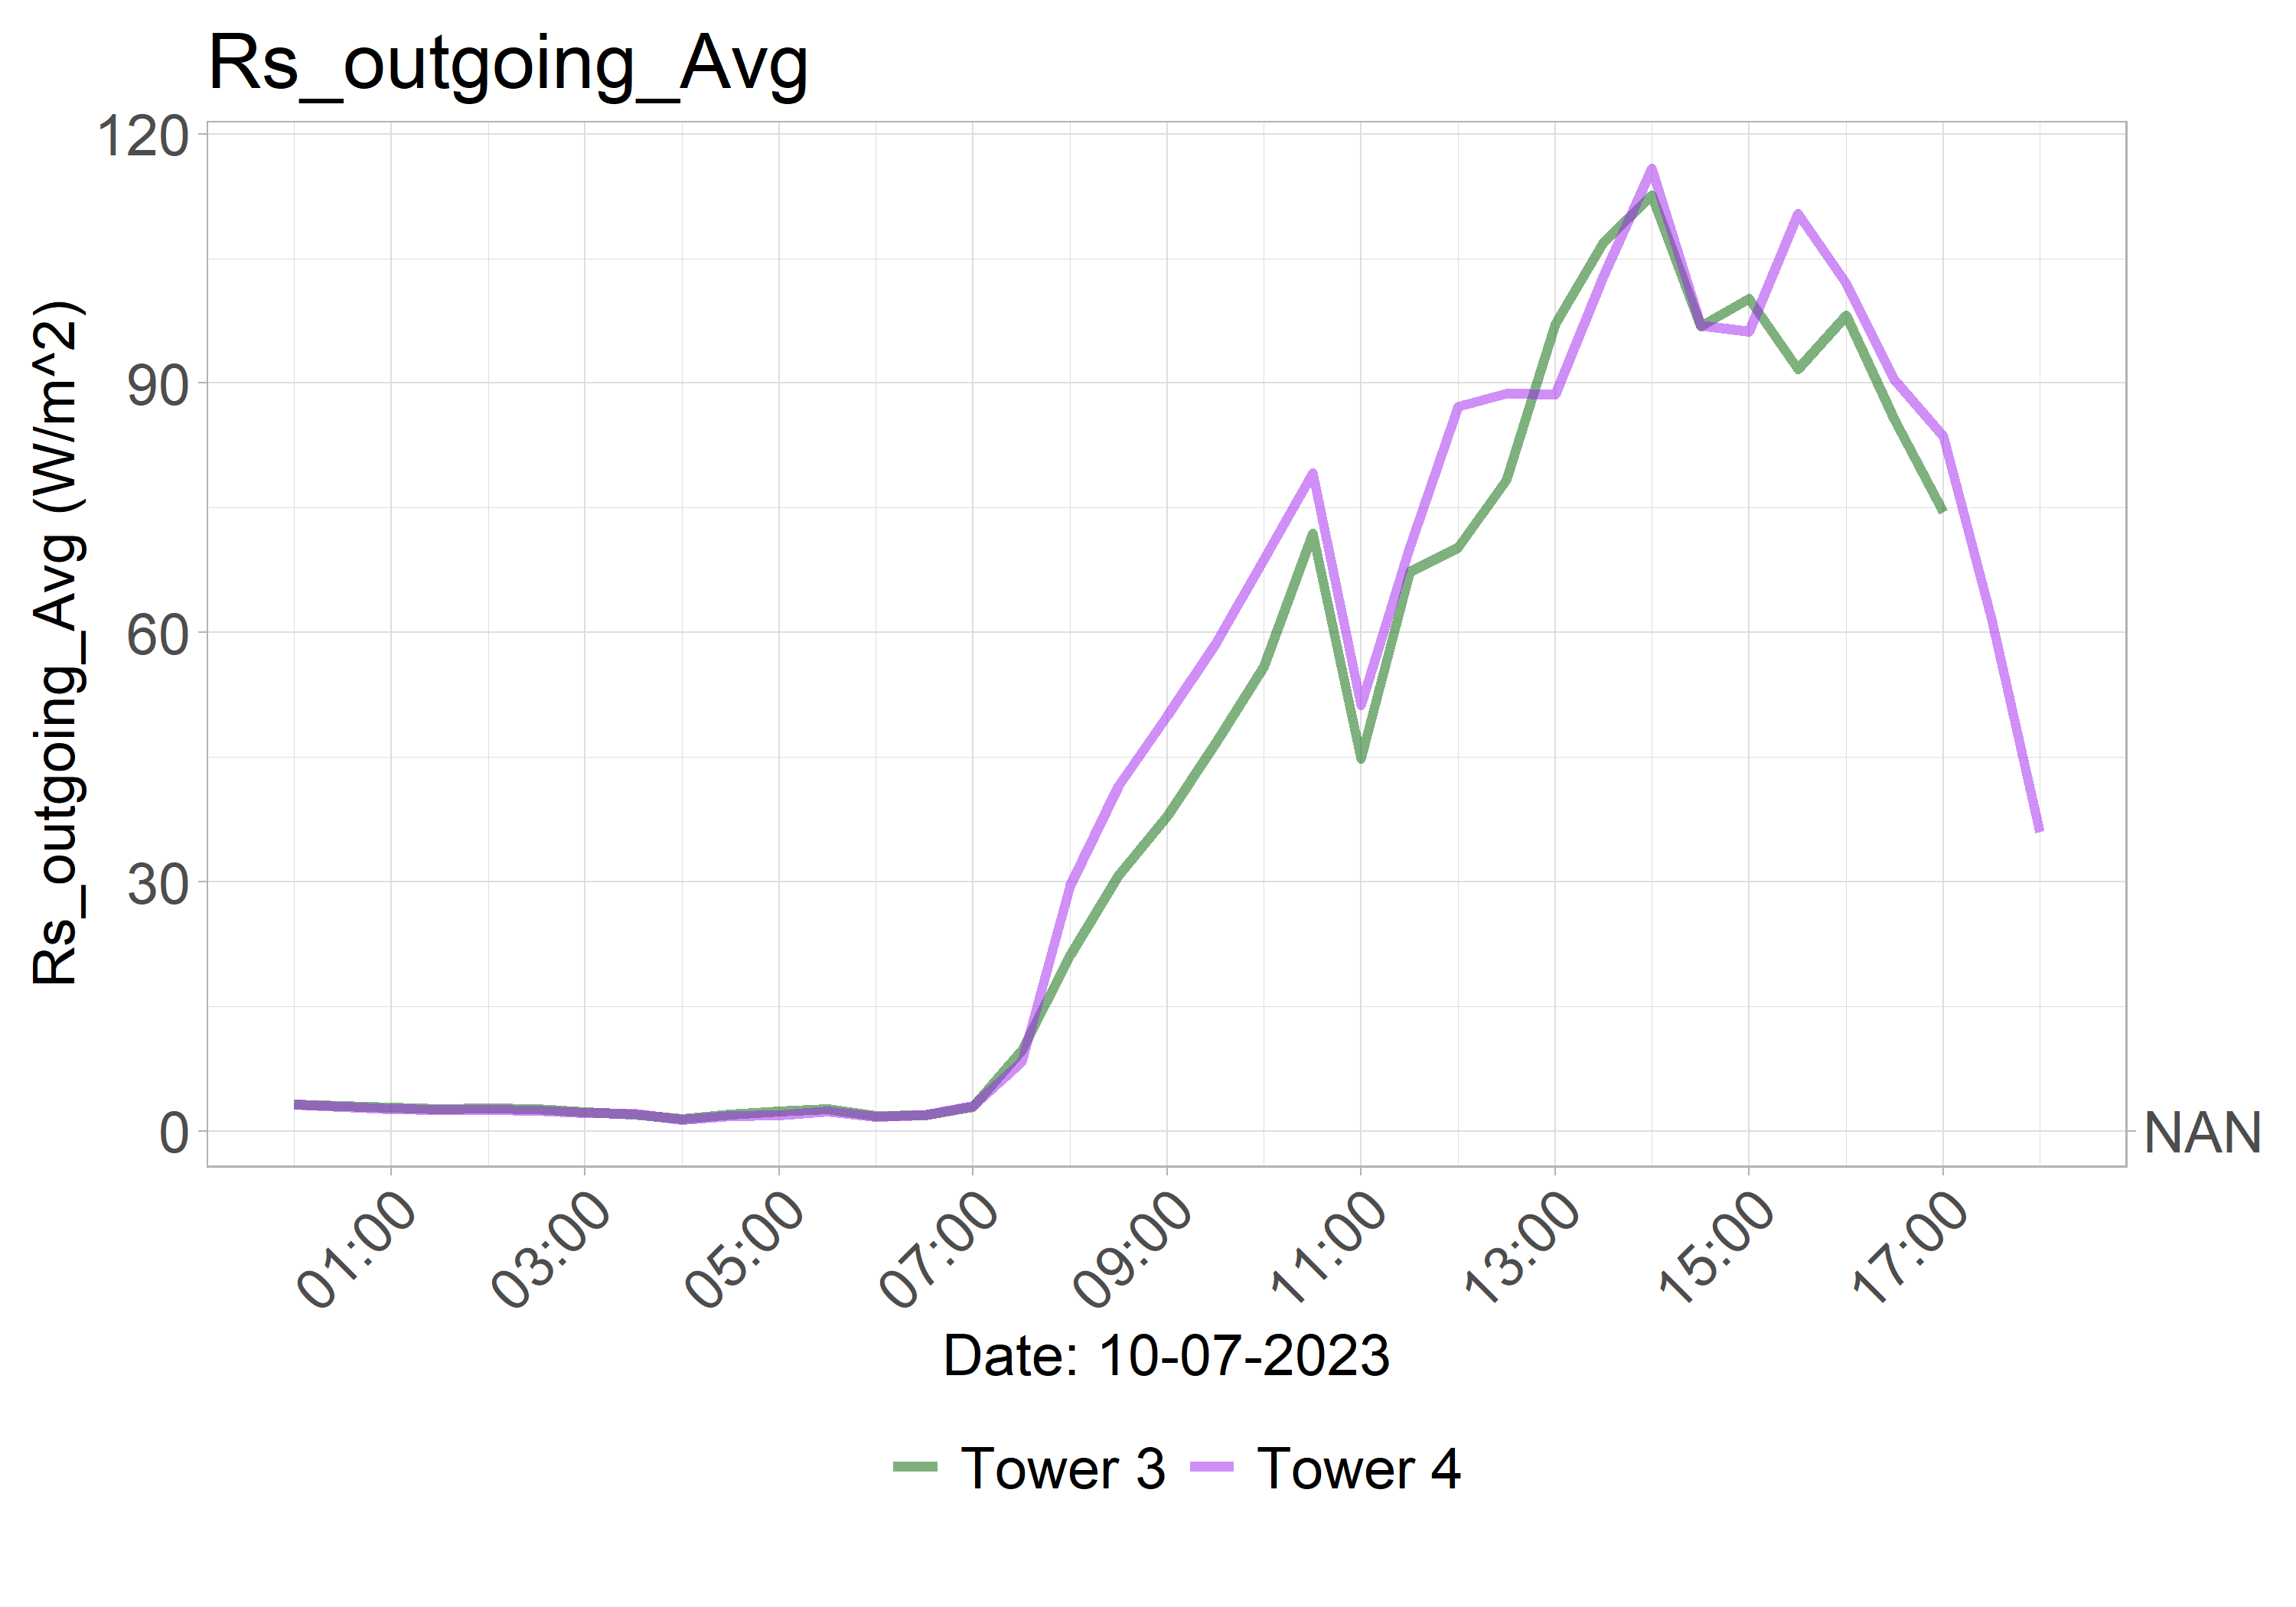 Rs_outgoing_Avg
Rs_outgoing_Avg (W/m^2)
120
90
60
30
0
NAN
01:00
03:00
05:00
07:00
09:00
11:00
13:00
15:00
17:00
Date: 10-07-2023
Tower 3
Tower 4